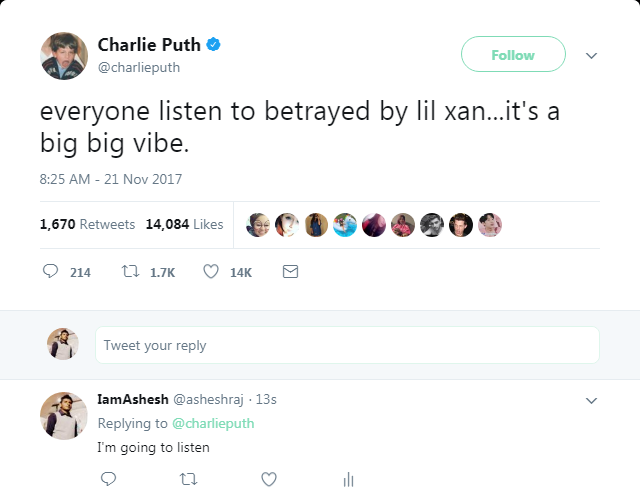 Charlie Puth
Follow
@charlieputh
everyone listen to betrayed by lil xan...it's a
big big vibe.
8:25 AM - 21 Nov 2017
1,670 Retweets 14,084 Likes
214 1.7K 14K
Tweet your reply
IamAshesh @asheshraj · 13s
Replying to @charlieputh
I'm going to listen